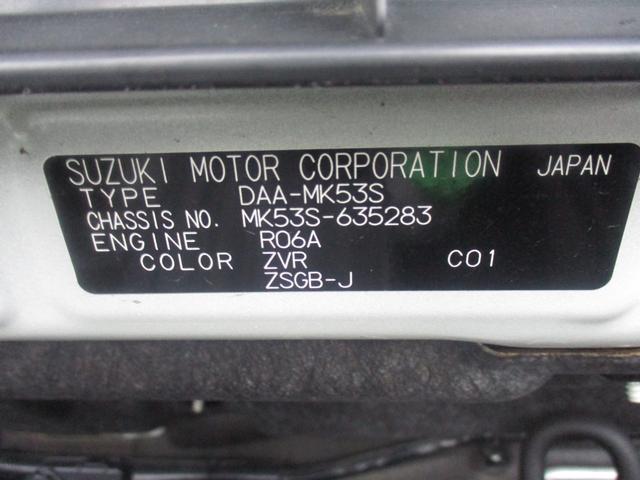 SUZUKI MOTOR CORPORATION JAPAN
TYPE DAA-MK53S
CHASSIS NO. MK53S-635283
ENGINE R06A
COLOR ZVR C01
ZSGB-J